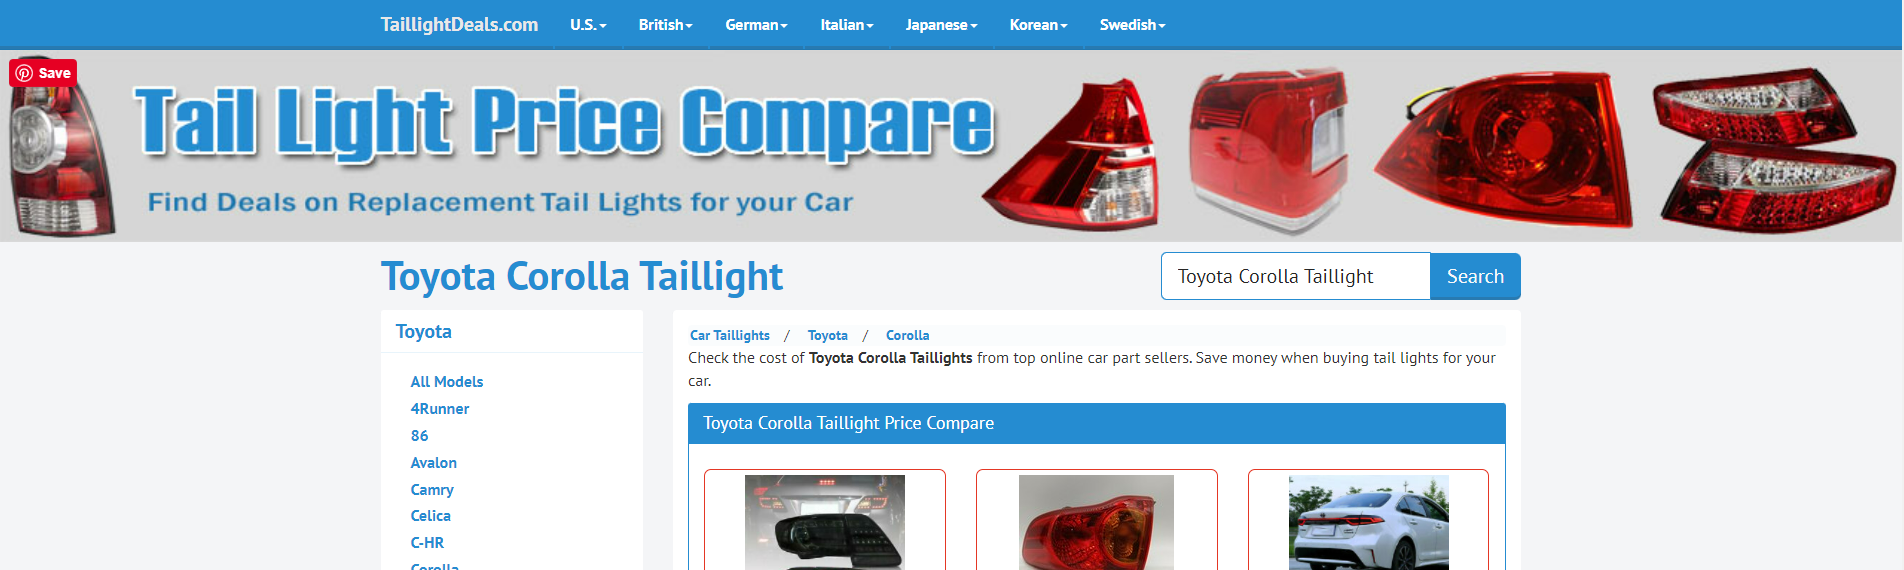 TaillightDeals.com U.S. British German Italian Japanese Korean Swedish
Save
Tail Light Price Compare
Find Deals on Replacement Tail Lights for your Car
Toyota Corolla Taillight
Toyota Corolla Taillight Search
Toyota
All Models
4Runner
86
Avalon
Camry
Celica
C-HR
Corolla
Car Taillights / Toyota / Corolla
Check the cost of Toyota Corolla Taillights from top online car part sellers. Save money when buying tail lights for your
car.
Toyota Corolla Taillight Price Compare